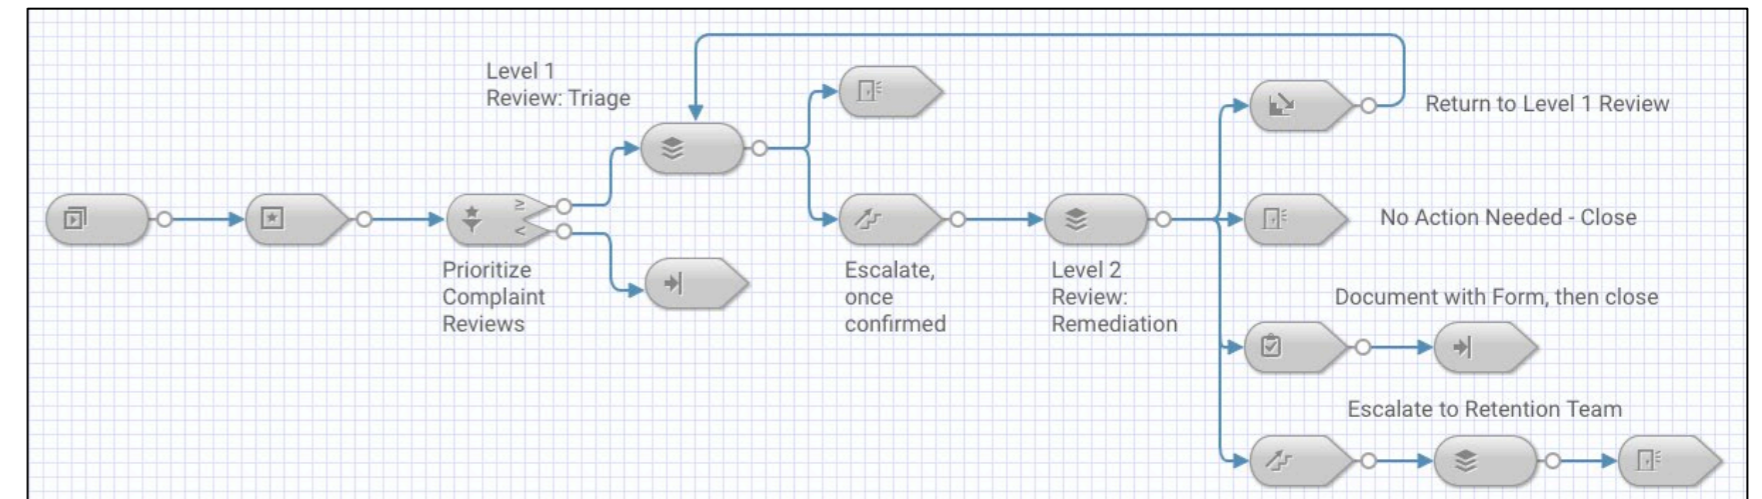 Level 1
Review: Triage
Return to Level 1 Review
≥
<
No Action Needed - Close
Prioritize
Complaint
Reviews
Escalate,
once
confirmed
Level 2
Review:
Remediation
Document with Form, then close
Escalate to Retention Team